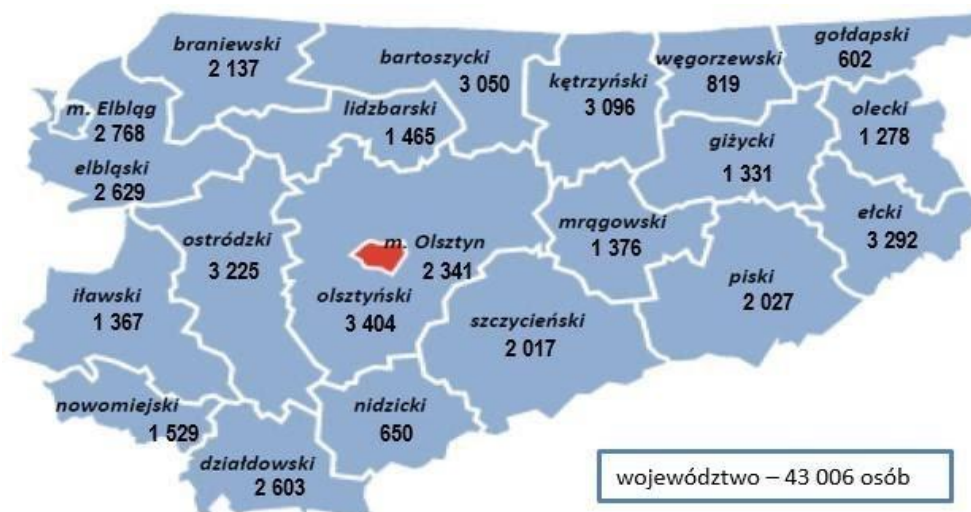 braniewski
2 137
bartoszycki
3 050
kętrzyński
3 096
węgorzewski
819
gołdapski
602
m. Elbląg
2 768
lidzbarski
1 465
olecki
1 278
elbląski
2 629
giżycki
1 331
ostródzki
3 225
m. Olsztyn
2 341
mrągowski
1 376
ełcki
3 292
iławski
1 367
olsztyński
3 404
szczycieński
2 017
piski
2 027
nowomiejski
1 529
nidzicki
650
działdowski
2 603
województwo – 43 006 osób